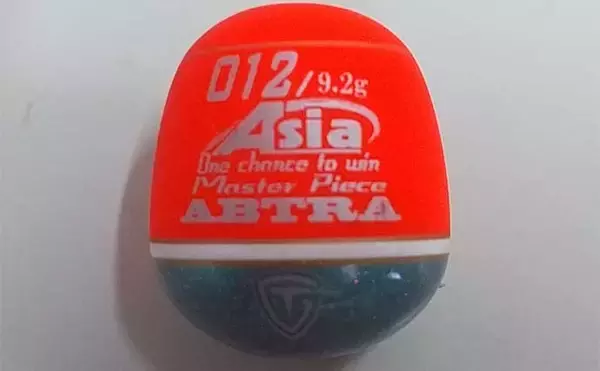 012/9.2g
Asia
One chance to win
Master Piece
ABTRA